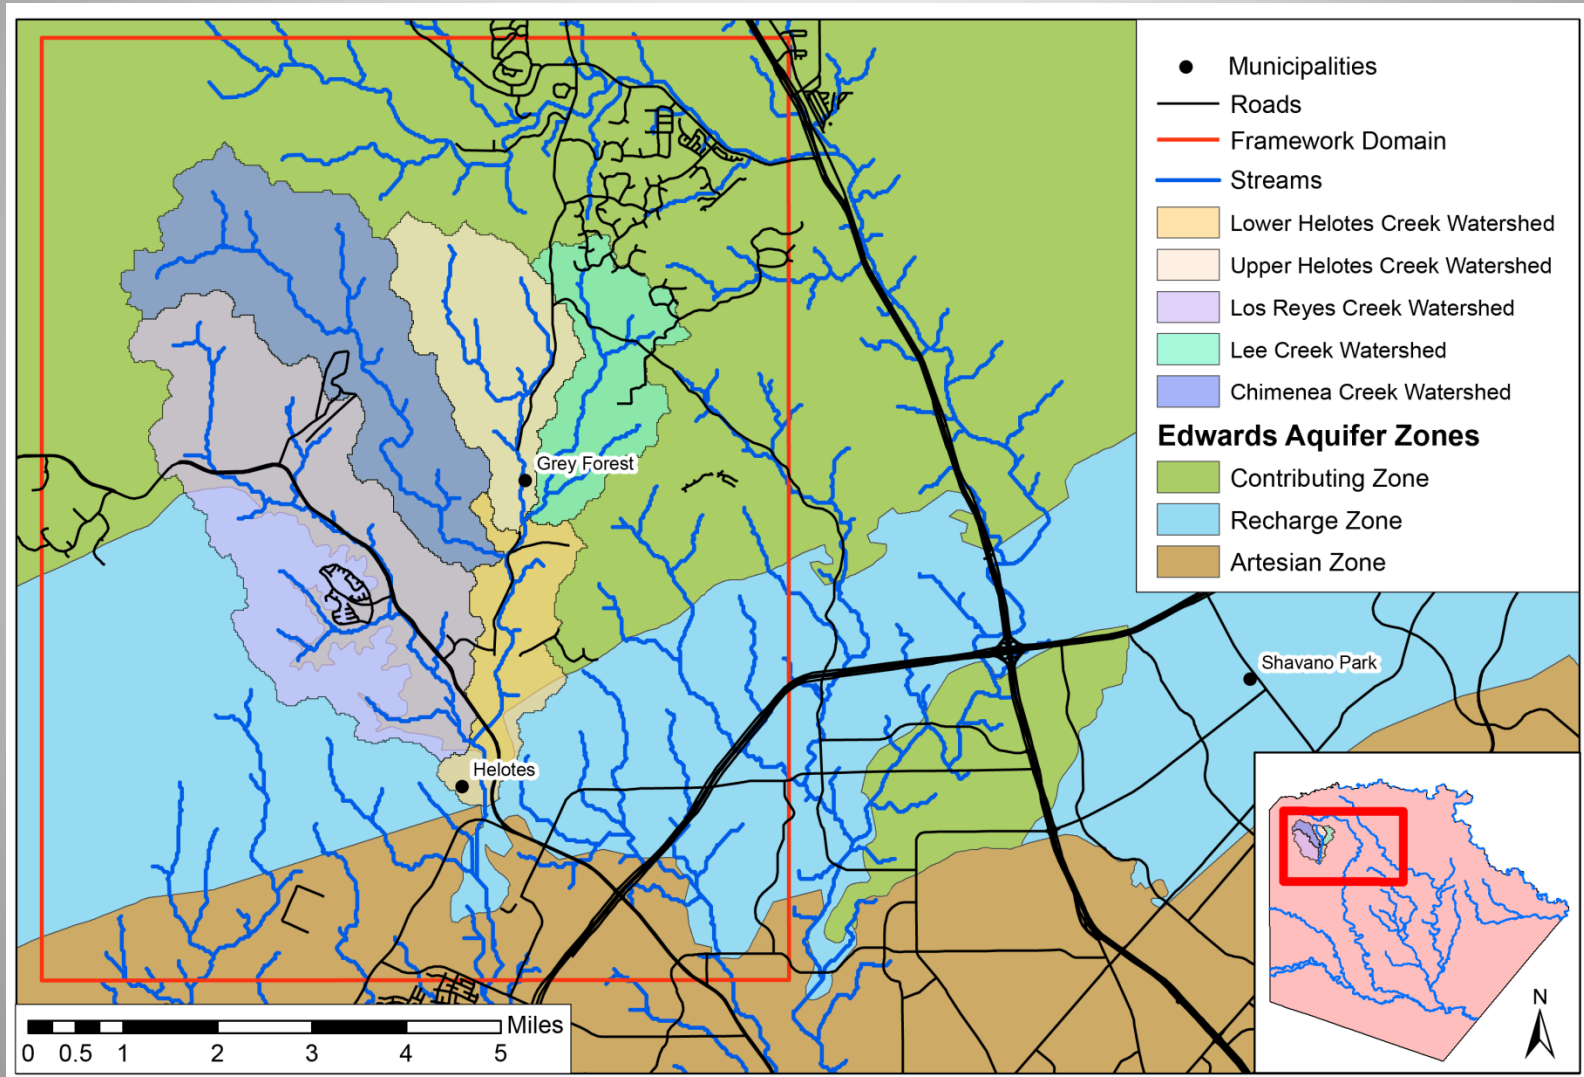 Municipalities
Roads
Framework Domain
Streams
Lower Helotes Creek Watershed
Upper Helotes Creek Watershed
Los Reyes Creek Watershed
Lee Creek Watershed
Chimenea Creek Watershed
Edwards Aquifer Zones
Contributing Zone
Recharge Zone
Artesian Zone
Grey Forest
Shavano Park
Helotes
Miles
0 0.5 1 2 3 4 5
N